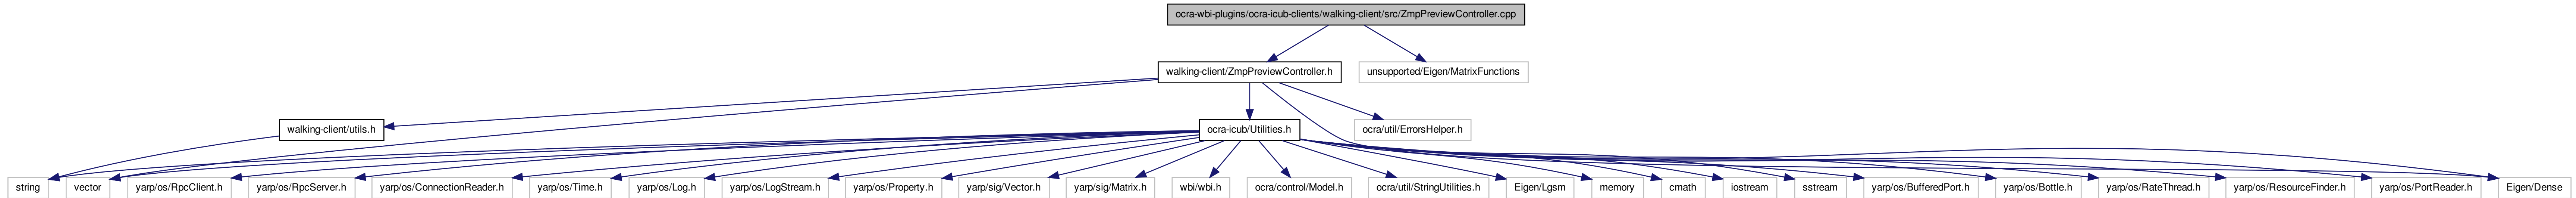 ocra-wbi-plugins/ocra-icub-clients/walking-client/src/ZmpPreviewController.cpp
walking-client/ZmpPreviewController.h
unsupported/Eigen/MatrixFunctions
walking-client/utils.h
ocra-icub/Utilities.h
ocra/util/ErrorsHelper.h
string
vector
yarp/os/RpcClient.h
yarp/os/RpcServer.h
yarp/os/ConnectionReader.h
yarp/os/Time.h
yarp/os/Log.h
yarp/os/LogStream.h
yarp/os/Property.h
yarp/sig/Vector.h
yarp/sig/Matrix.h
wbi/wbi.h
ocra/control/Model.h
ocra/util/StringUtilities.h
Eigen/Lgsm
memory
cmath
iostream
sstream
yarp/os/BufferedPort.h
yarp/os/Bottle.h
yarp/os/RateThread.h
yarp/os/ResourceFinder.h
yarp/os/PortReader.h
Eigen/Dense